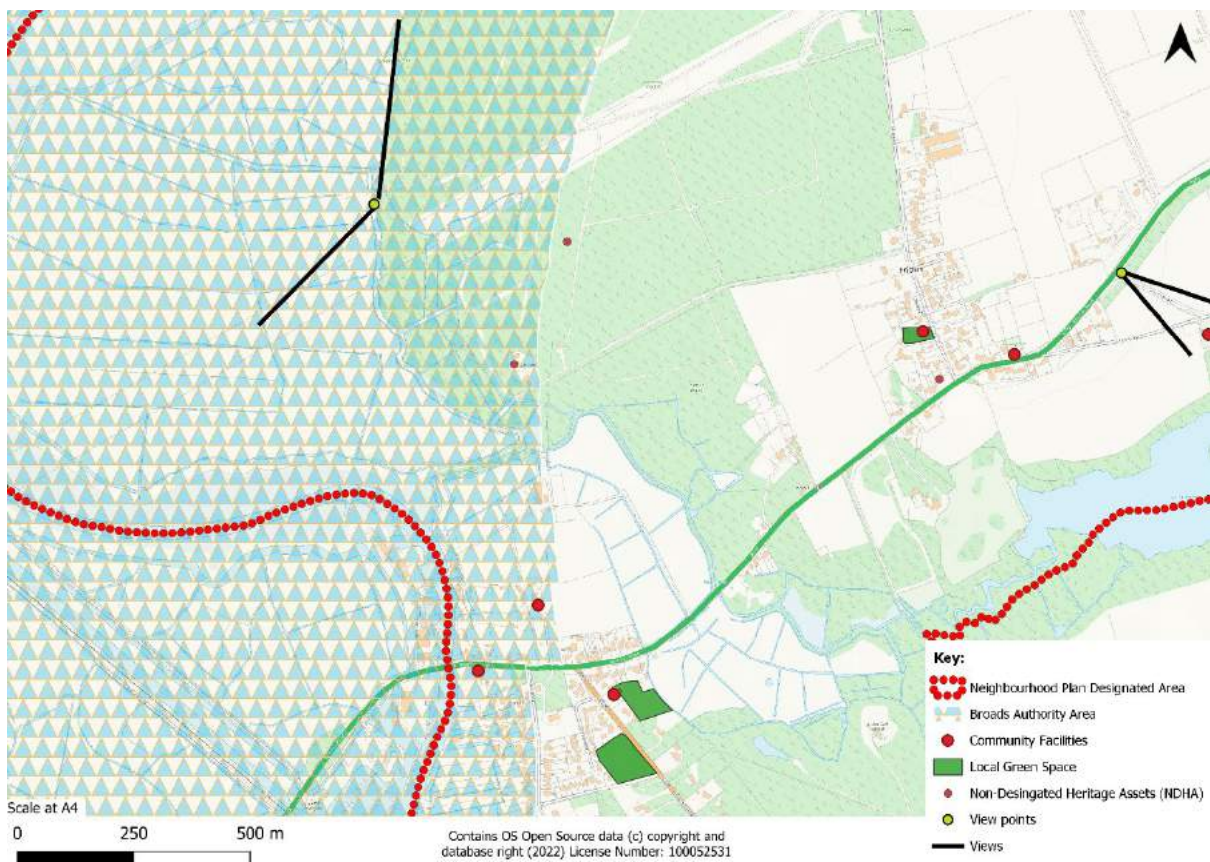 Key:
Neighbourhood Plan Designated Area
Broads Authority Area
Community Facilities
Local Green Space
Non-Desingated Heritage Assets (NDHA)
View points
Views
Scale at A4
0 250 500 m
Contains OS Open Source data (c) copyright and
database right (2022) License Number: 100052531